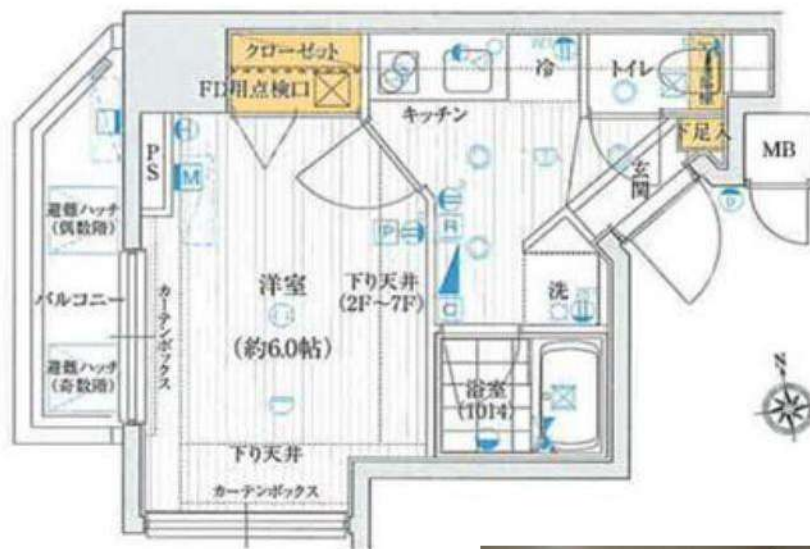 クローゼット
FD用点検口
冷
トイレ
キッチン
下足入
MB
玄関
PS
M
避難ハッチ
(偶数階)
P
R
洋室
(約6.0帖)
下り天井
(2F～7F)
バルコニー
カーテンボックス
C
洗
避難ハッチ
(奇数階)
浴室
(1014)
N
下り天井
カーテンボックス